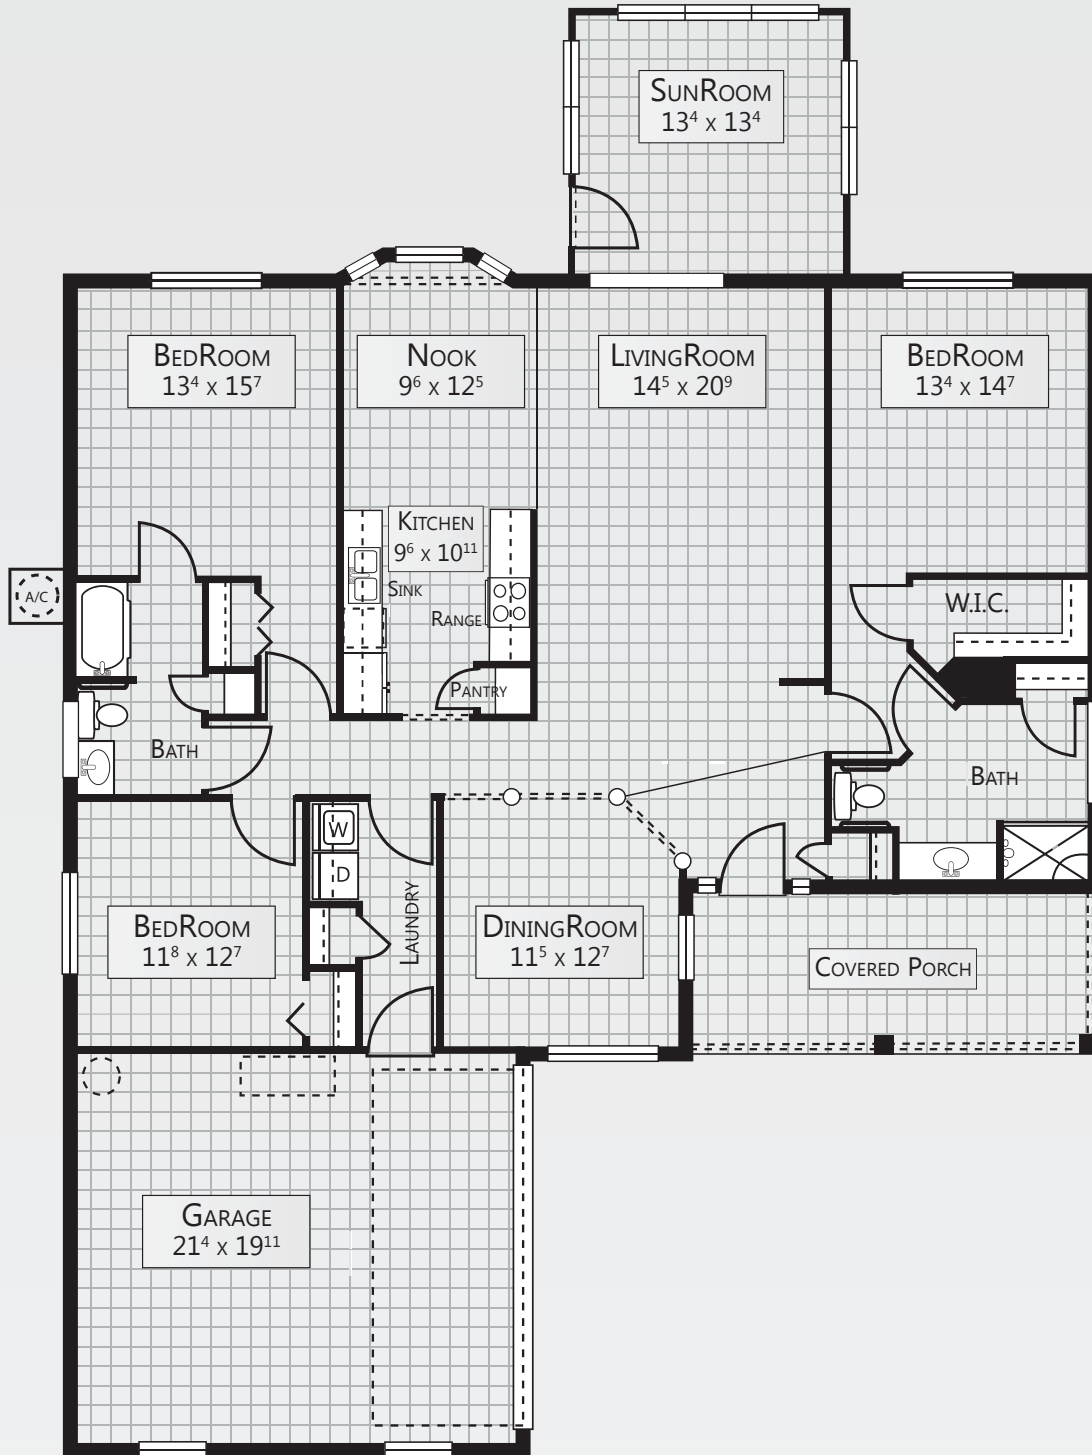 SunRoom
13⁴ x 13⁴
BedRoom
13⁴ x 15⁷
Nook
9⁶ x 12⁵
LivingRoom
14⁵ x 20⁹
BedRoom
13⁴ x 14⁷
Kitchen
9⁶ x 10¹¹
Sink
Range
A/C
W.I.C.
Pantry
Bath
Bath
W
D
Laundry
BedRoom
11⁸ x 12⁷
DiningRoom
11⁵ x 12⁷
Covered Porch
Garage
21⁴ x 19¹¹